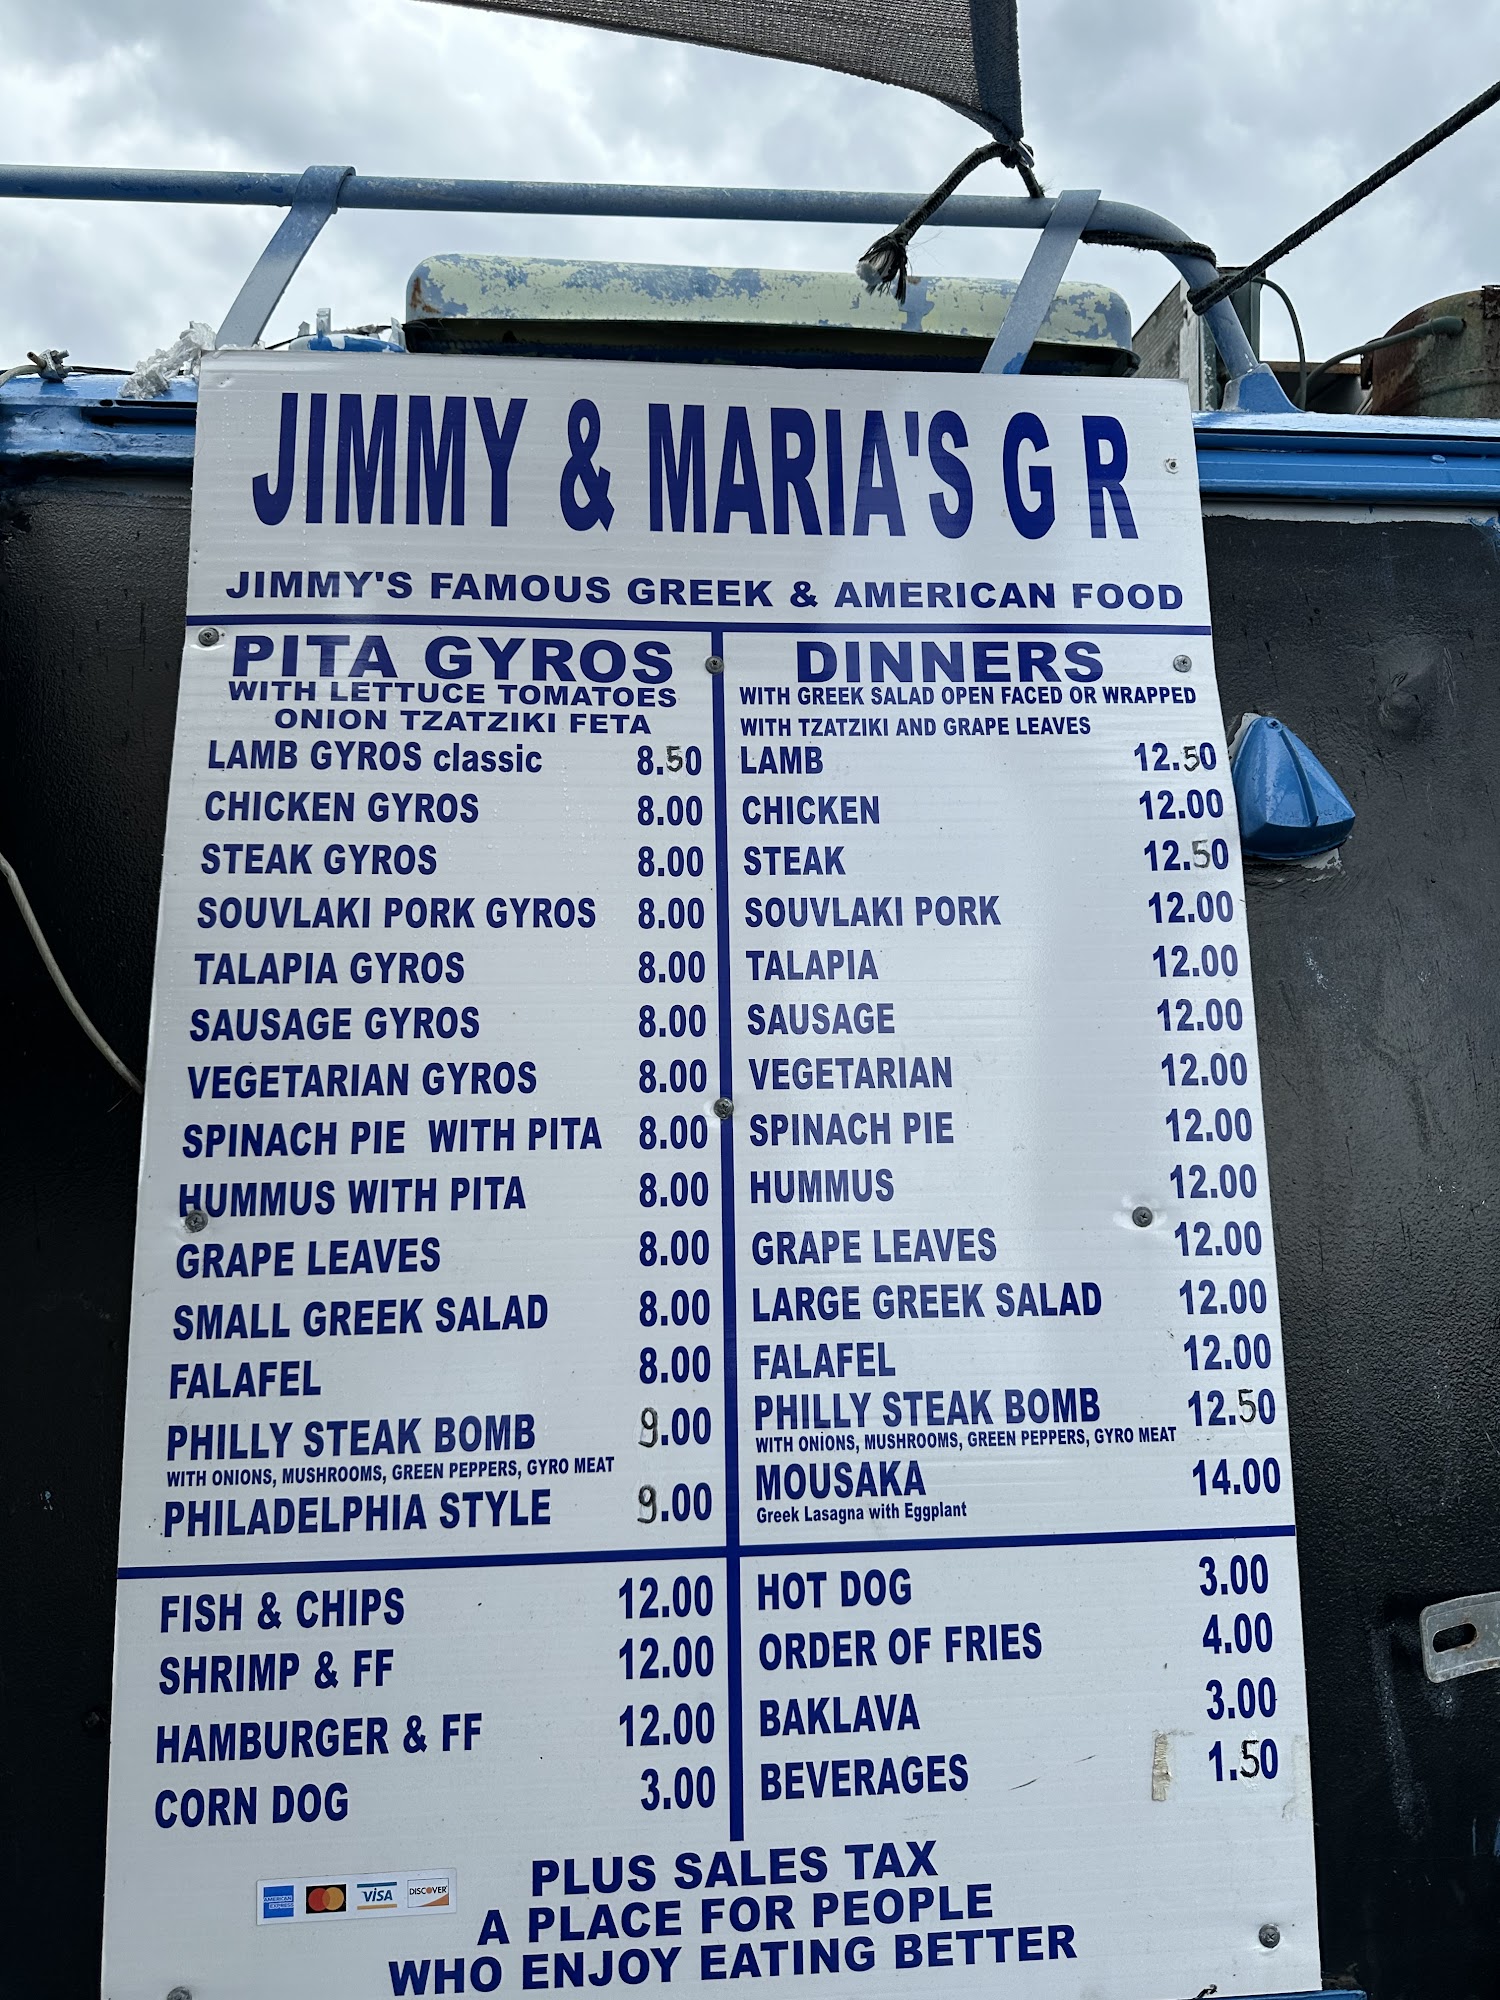 JIMMY & MARIA'S G R
JIMMY'S FAMOUS GREEK & AMERICAN FOOD
PITA GYROS
WITH LETTUCE TOMATOES
ONION TZATZIKI FETA
LAMB GYROS classic 8.50
CHICKEN GYROS 8.00
STEAK GYROS 8.00
SOUVLAKI PORK GYROS 8.00
TALAPIA GYROS 8.00
SAUSAGE GYROS 8.00
VEGETARIAN GYROS 8.00
SPINACH PIE WITH PITA 8.00
HUMMUS WITH PITA 8.00
GRAPE LEAVES 8.00
SMALL GREEK SALAD 8.00
FALAFEL 8.00
PHILLY STEAK BOMB 9.00
WITH ONIONS, MUSHROOMS, GREEN PEPPERS, GYRO MEAT
PHILADELPHIA STYLE 9.00
DINNERS
WITH GREEK SALAD OPEN FACED OR WRAPPED
WITH TZATZIKI AND GRAPE LEAVES
LAMB 12.50
CHICKEN 12.00
STEAK 12.50
SOUVLAKI PORK 12.00
TALAPIA 12.00
SAUSAGE 12.00
VEGETARIAN 12.00
SPINACH PIE 12.00
HUMMUS 12.00
GRAPE LEAVES 12.00
LARGE GREEK SALAD 12.00
FALAFEL 12.00
PHILLY STEAK BOMB 12.50
WITH ONIONS, MUSHROOMS, GREEN PEPPERS, GYRO MEAT
MOUSAKA 14.00
Greek Lasagna with Eggplant
FISH & CHIPS 12.00
SHRIMP & FF 12.00
HAMBURGER & FF 12.00
CORN DOG 3.00
HOT DOG 3.00
ORDER OF FRIES 4.00
BAKLAVA 3.00
BEVERAGES 1.50
AMERICAN EXPRESS
VISA
DISCOVER
PLUS SALES TAX
A PLACE FOR PEOPLE
WHO ENJOY EATING BETTER